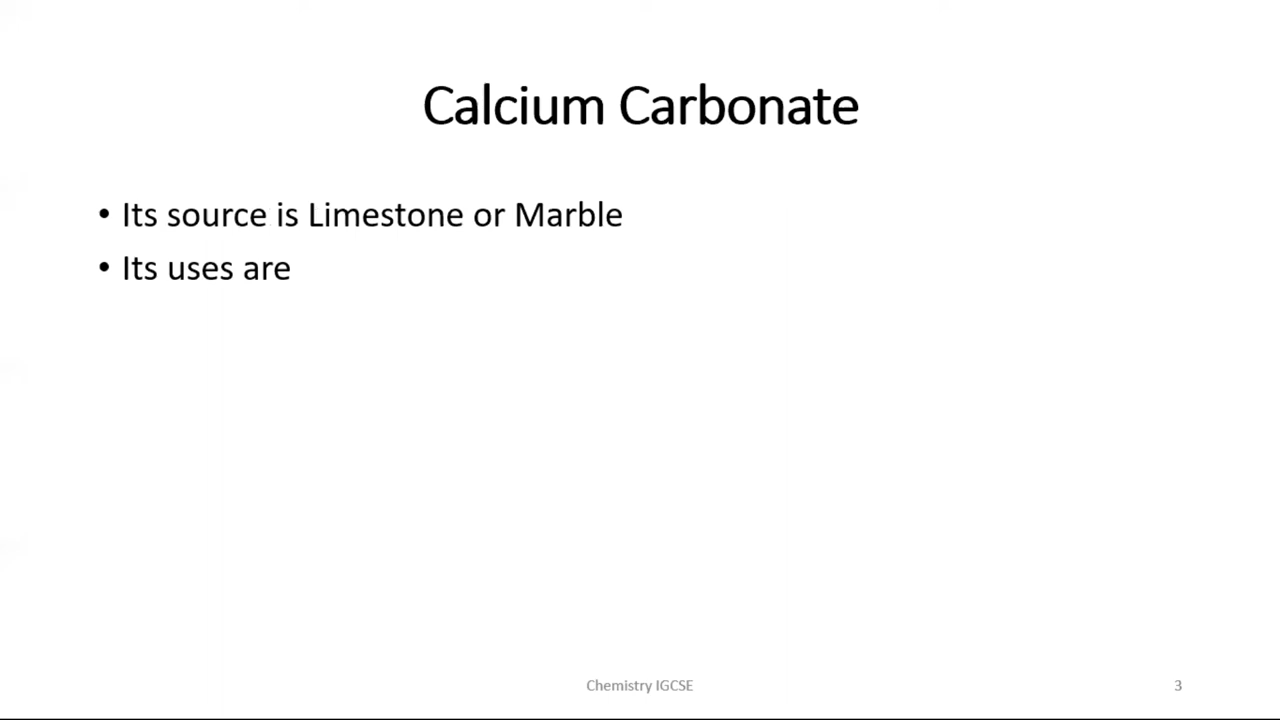 Calcium Carbonate
• Its source is Limestone or Marble
• Its uses are
Chemistry IGCSE
3